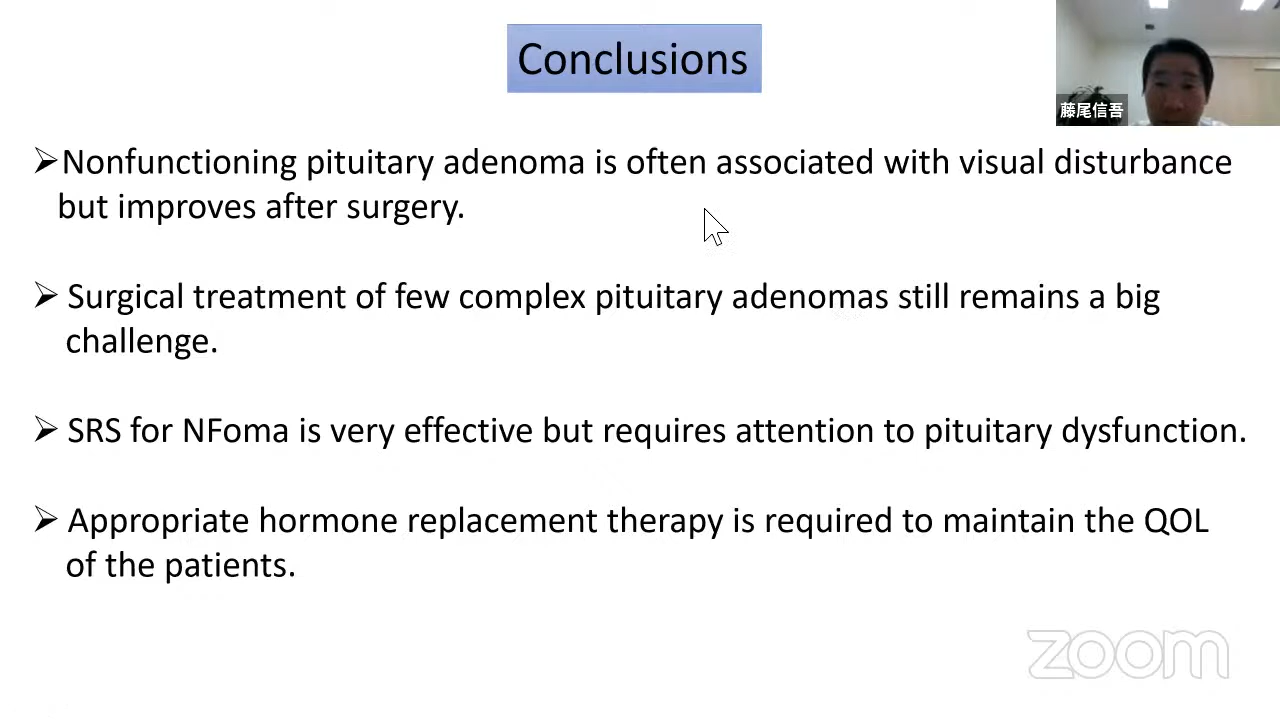 Conclusions
藤尾信吾
➢Nonfunctioning pituitary adenoma is often associated with visual disturbance
but improves after surgery.
➢ Surgical treatment of few complex pituitary adenomas still remains a big
challenge.
➢ SRS for NFoma is very effective but requires attention to pituitary dysfunction.
➢ Appropriate hormone replacement therapy is required to maintain the QOL
of the patients.
zoom